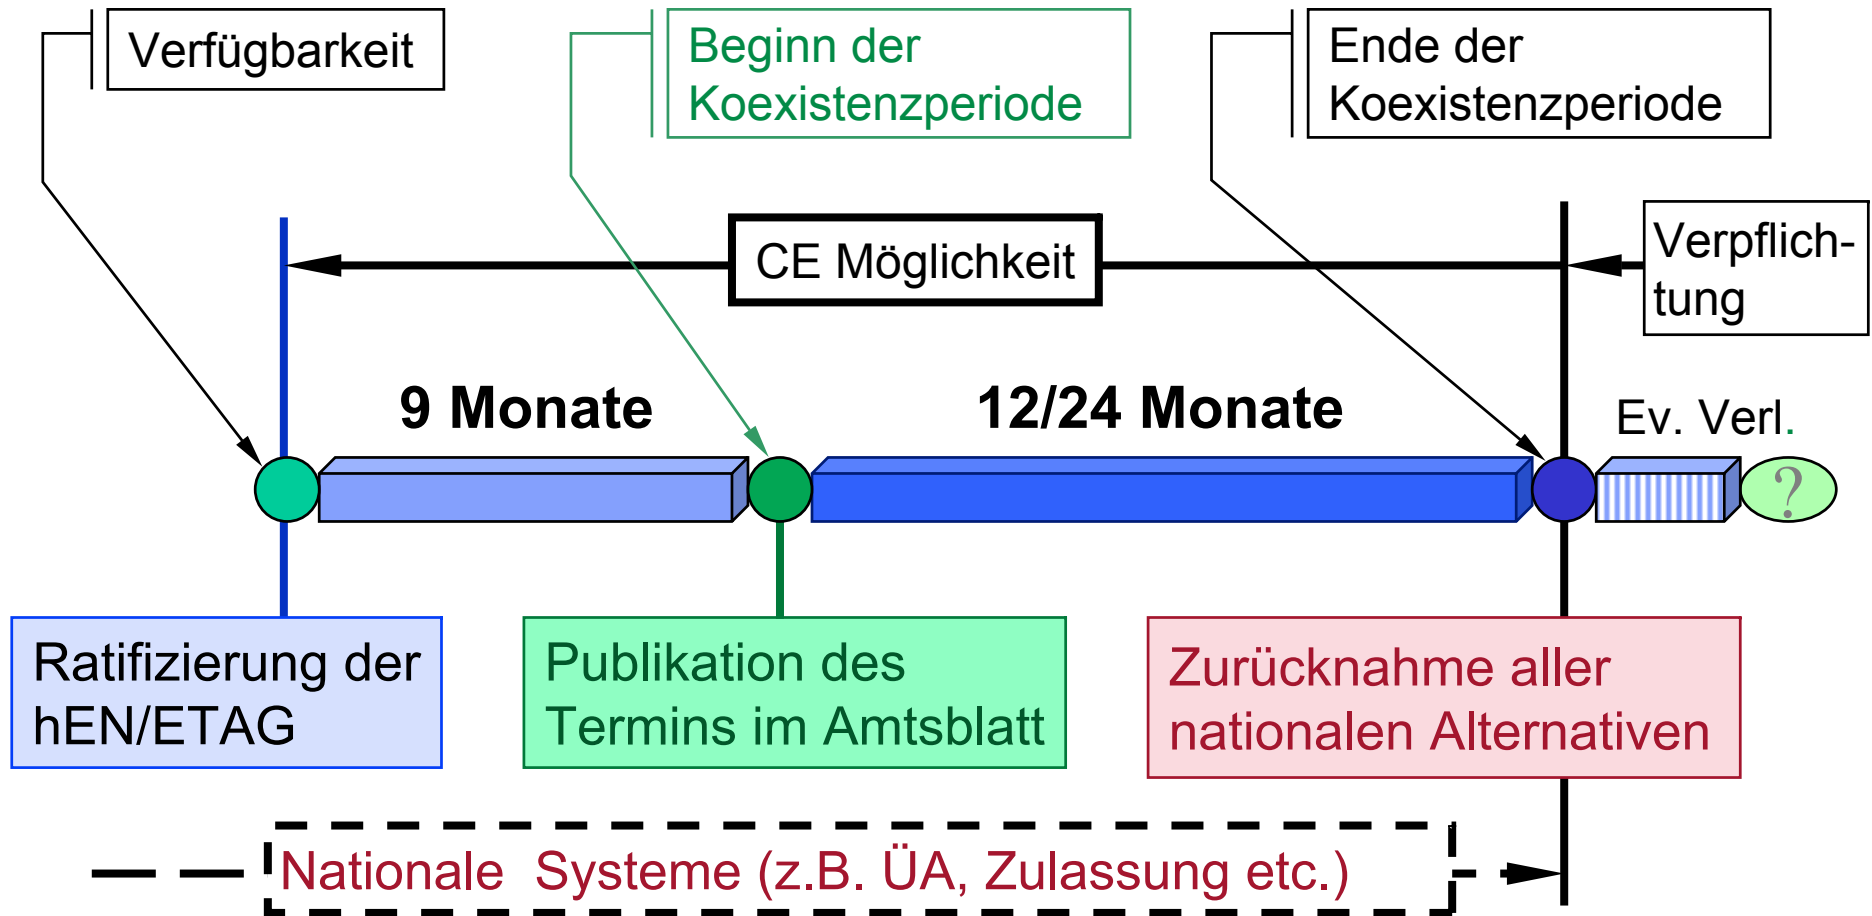 Verfügbarkeit
Beginn der
Koexistenzperiode
Ende der
Koexistenzperiode
CE Möglichkeit
Verpflich-
tung
9 Monate
12/24 Monate
Ev. Verl.
?
Ratifizierung der
hEN/ETAG
Publikation des
Termins im Amtsblatt
Zurücknahme aller
nationalen Alternativen
Nationale Systeme (z.B. ÜA, Zulassung etc.)